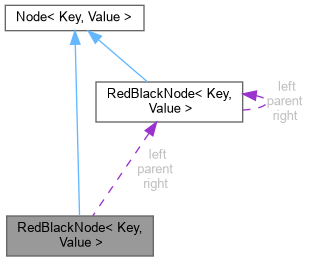 Node< Key, Value >
RedBlackNode< Key,
Value >
left
parent
right
left
parent
right
RedBlackNode< Key,
Value >